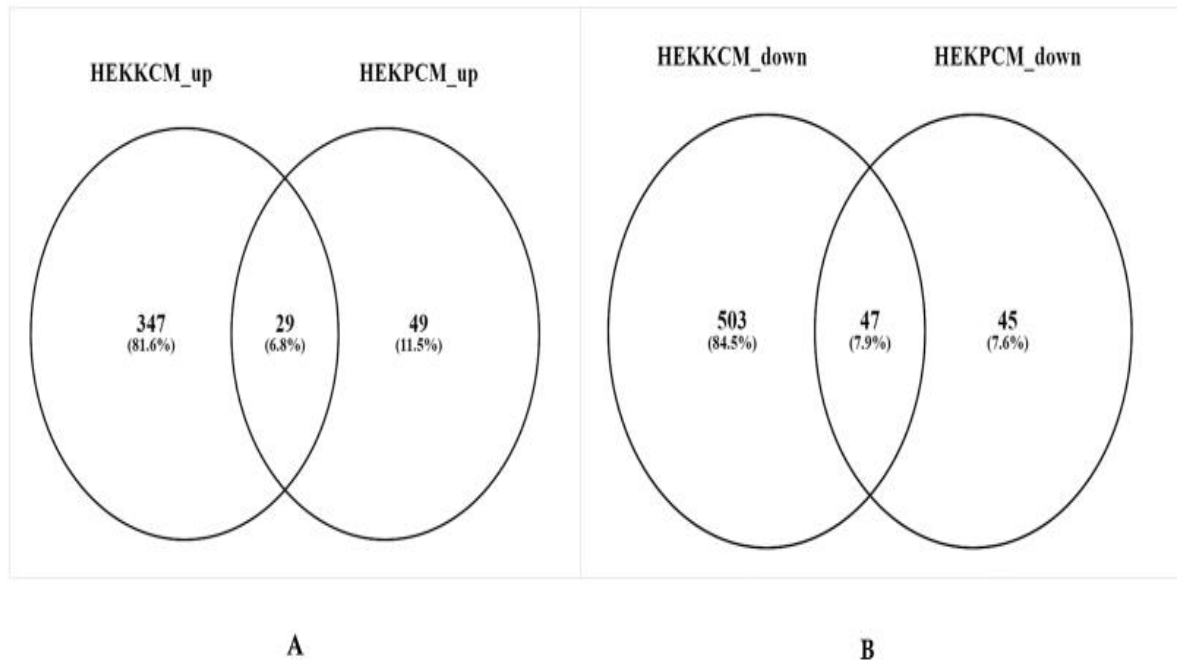 HEKKCM_up
HEKPCM_up
347
(81.6%)
29
(6.8%)
49
(11.5%)
A
HEKKCM_down
HEKPCM_down
503
(84.5%)
47
(7.9%)
45
(7.6%)
B